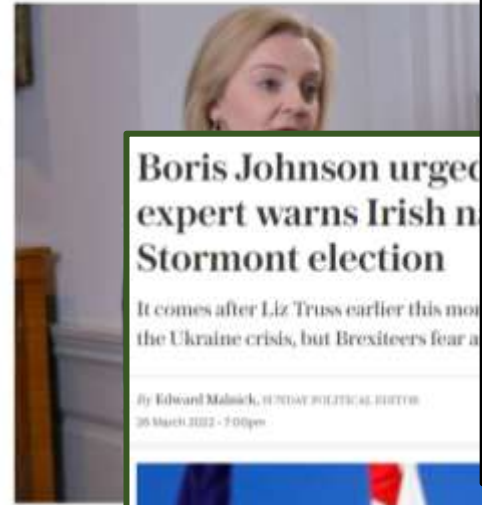 Boris Johnson urged
expert warns Irish n
Stormont election
It comes after Liz Truss earlier this mo
the Ukraine crisis, but Brexiteers fear a
By Edward Malnick, SUNDAY POLITICAL EDITOR
26 March 2022 • 7:00pm